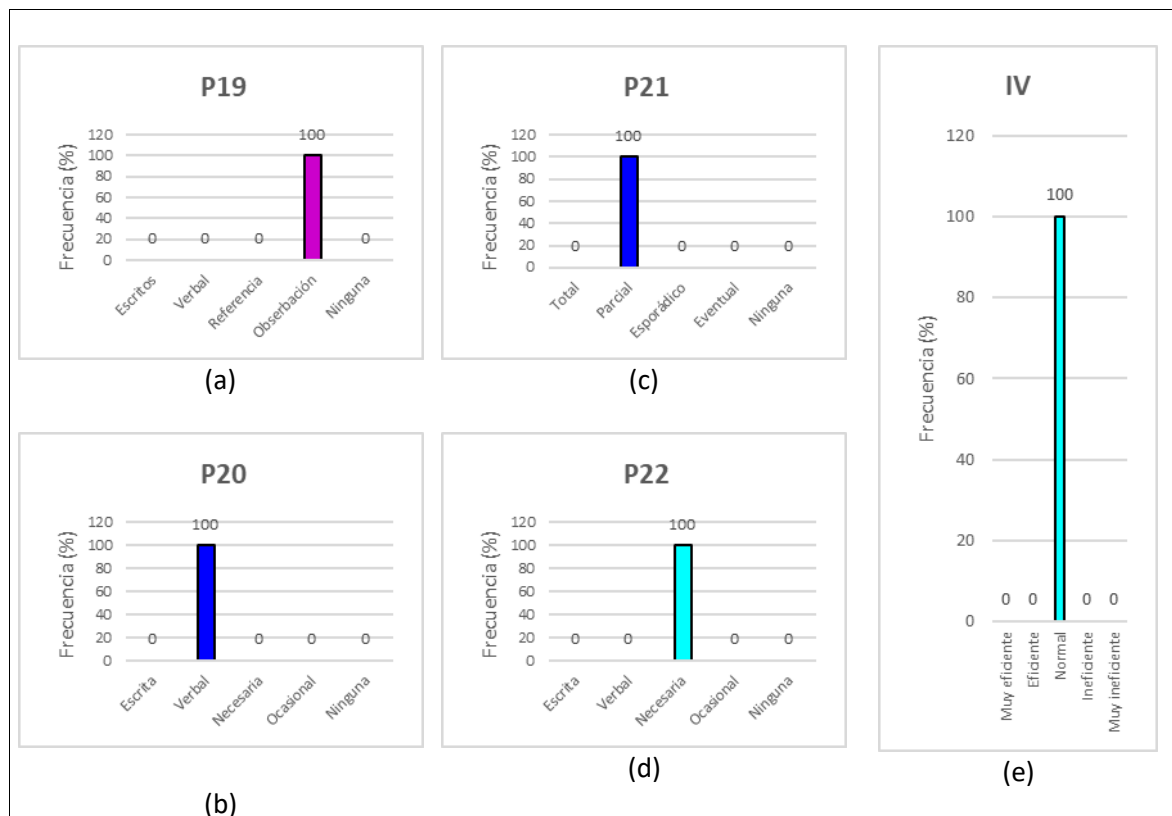 P19
Frecuencia (%)
120
100
80
60
40
20
0
0 0 0 100 0
Escritos Verbal Referencia Obserbación Ninguna
(a)
P21
Frecuencia (%)
120
100
80
60
40
20
0
0 100 0 0 0
Total Parcial Esporádico Eventual Ninguna
(c)
P20
Frecuencia (%)
120
100
80
60
40
20
0
0 100 0 0 0
Escrita Verbal Necesaria Ocasional Ninguna
(b)
P22
Frecuencia (%)
120
100
80
60
40
20
0
0 0 100 0 0
Escrita Verbal Necesaria Ocasional Ninguna
(d)
IV
Frecuencia (%)
120
100
80
60
40
20
0
0 0 100 0 0
Muy eficiente Eficiente Normal Ineficiente Muy ineficiente
(e)